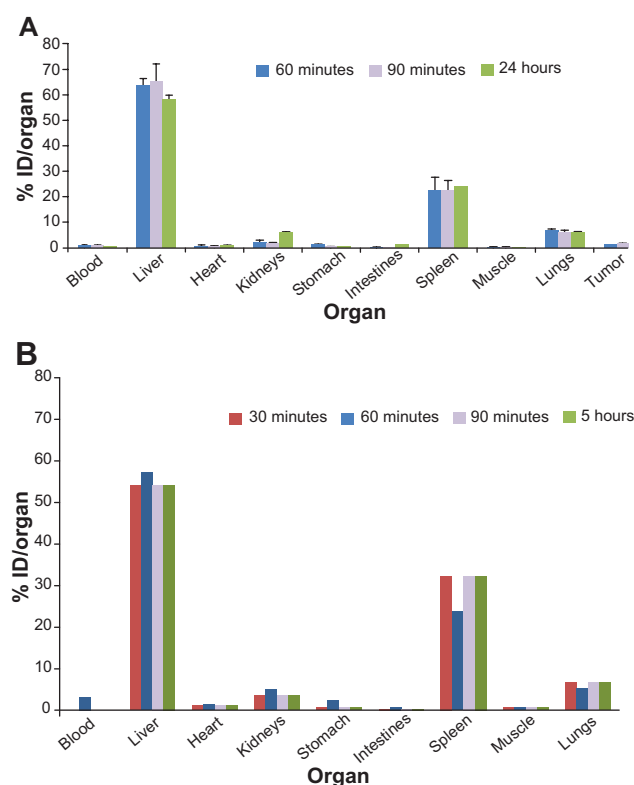 A
% ID/organ
80
70
60
50
40
30
20
10
0
60 minutes 90 minutes 24 hours
Blood Liver Heart Kidneys Stomach Intestines Spleen Muscle Lungs Tumor
Organ
B
% ID/organ
80
70
60
50
40
30
20
10
0
30 minutes 60 minutes 90 minutes 5 hours
Blood Liver Heart Kidneys Stomach Intestines Spleen Muscle Lungs
Organ